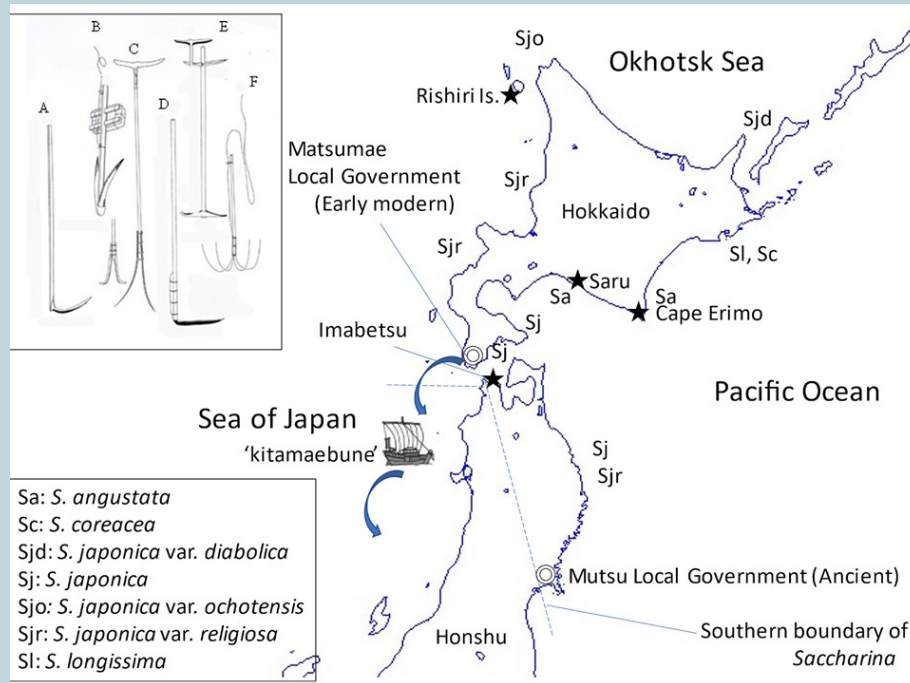 A
B
C
D
E
F
Sjo
Okhotsk Sea
Rishiri Is.
Sjd
Matsumae
Local Government
(Early modern)
Sjr
Hokkaido
Sjr
Sl, Sc
Saru
Sa
Sa
Cape Erimo
Sj
Imabetsu
Sj
Pacific Ocean
Sea of Japan
'kitamaebune'
Sj
Sjr
Sa: S. angustata
Sc: S. coreacea
Sjd: S. japonica var. diabolica
Sj: S. japonica
Sjo: S. japonica var. ochotensis
Sjr: S. japonica var. religiosa
Sl: S. longissima
Mutsu Local Government (Ancient)
Honshu
Southern boundary of
Saccharina